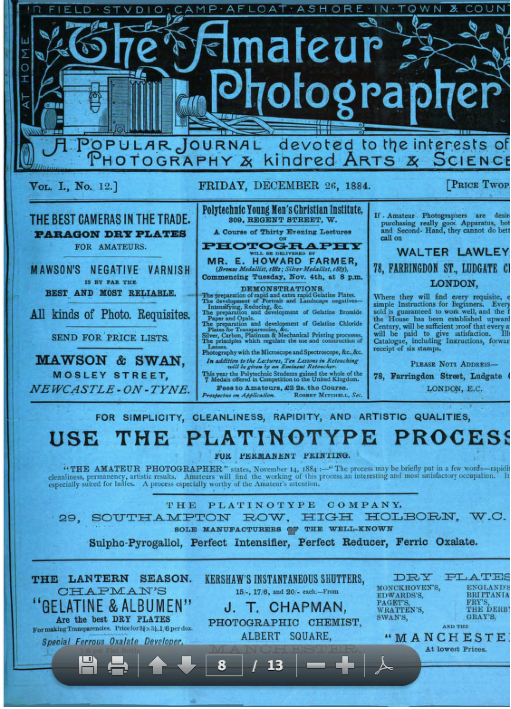 IN FIELD · STVDIO · CAMP · AFLOAT · ASHORE · IN · TOWN & COUN
AT HOME
The Amateur
Photographer
A POPULAR JOURNAL devoted to the interests of
PHOTOGRAPHY & kindred ARTS & SCIENCE
VOL. I., No. 12.]
FRIDAY, DECEMBER 26, 1884.
[PRICE TWOP
THE BEST CAMERAS IN THE TRADE.
PARAGON DRY PLATES
FOR AMATEURS.
MAWSON'S NEGATIVE VARNISH
IS BY FAR THE
BEST AND MOST RELIABLE.
All kinds of Photo. Requisites.
SEND FOR PRICE LISTS.
MAWSON & SWAN,
MOSLEY STREET,
NEWCASTLE-ON-TYNE.
Polytechnic Young Men's Christian Institute,
309, REGENT STREET, W.
A Course of Thirty Evening Lectures
ON
PHOTOGRAPHY
WILL BE DELIVERED BY
MR. E. HOWARD FARMER,
(Bronze Medallist, 1882; Silver Medallist, 1883),
Commencing Tuesday, Nov. 4th, at 8 p.m.
DEMONSTRATIONS.
The preparation of rapid and extra rapid Gelatine Plates.
The development of Portrait and Landscape negatives—
Intensifying, Reducing, &c.
The preparation and development of Gelatine Bromide
Paper and Opals.
The preparation and development of Gelatine Chloride
Plates for Transparencies, &c.
Silver, Carbon, Platinum & Mechanical Printing processes.
The principles which regulate the use and construction of
Lenses.
Photography with the Microscope and Spectroscope, &c., &c.
In addition to the Lectures, Ten Lessons in Retouching
will be given by an Eminent Retoucher.
This year the Polytechnic Students gained the whole of the
7 Medals offered in Competition to the United Kingdom.
Fees to Amateurs, £2 2s. the Course.
Prospectus on Application. ROBERT MITCHELL, Sec.
If Amateur Photographers are desir
purchasing really good Apparatus, bot
and Second-Hand, they cannot do bett
call on
WALTER LAWLEY
78, FARRINGDON ST., LUDGATE CI
LONDON,
Where they will find every requisite, w
simple Instructions for Beginners. Every
sold is guaranteed to work well, and the f
the House has been established upward
Century, will be sufficient proof that every a
will be paid to give satisfaction. Ill
Catalogue, including Instructions, forwar
receipt of six stamps.
PLEASE NOTE ADDRESS—
78, Farringdon Street, Ludgate C
LONDON, E.C.
FOR SIMPLICITY, CLEANLINESS, RAPIDITY, AND ARTISTIC QUALITIES,
USE THE PLATINOTYPE PROCESS
FOR PERMANENT PRINTING.
"THE AMATEUR PHOTOGRAPHER" states, November 14, 1884:—"The process may be briefly put in a few words—rapidi
cleanliness, permanency, artistic results. Amateurs will find the working of this process an interesting and most satisfactory occupation. It
especially suited for ladies. A process especially worthy of the Amateur's attention.
THE PLATINOTYPE COMPANY,
29, SOUTHAMPTON ROW, HIGH HOLBORN, W.C.
SOLE MANUFACTURERS OF THE WELL-KNOWN
Sulpho-Pyrogallol, Perfect Intensifier, Perfect Reducer, Ferric Oxalate.
THE LANTERN SEASON.
CHAPMAN'S
"GELATINE & ALBUMEN"
Are the best DRY PLATES
For making Transparencies. Price for 3¼ x 3¼, 1/6 per doz.
Special Ferrous Oxalate Developer,
KERSHAW'S INSTANTANEOUS SHUTTERS,
15/-, 17/6, and 20/- each.—From
J. T. CHAPMAN,
PHOTOGRAPHIC CHEMIST,
ALBERT SQUARE,
MANCHESTER.
DRY PLATES
MONCKHOVEN'S,
EDWARDS'S,
PAGET'S,
WRATTEN'S,
SWAN'S,
ENGLAND'
BRITTANIA
FRY'S,
THE DERB
GRAY'S,
AND THE
"MANCHESTE
At lowest Prices.
8 / 13